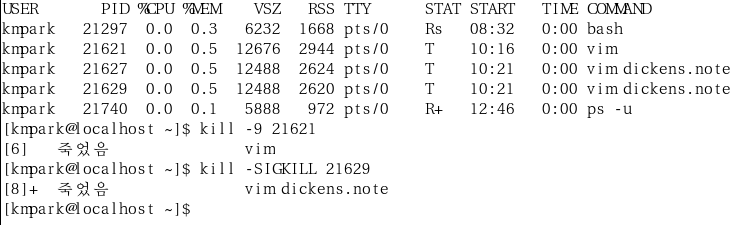 USER PID %CPU %MEM VSZ RSS TTY STAT START TIME COMMAND
kmpark 21297 0.0 0.3 6232 1668 pts/0 Rs 08:32 0:00 bash
kmpark 21621 0.0 0.5 12676 2944 pts/0 T 10:16 0:00 vim
kmpark 21627 0.0 0.5 12488 2624 pts/0 T 10:21 0:00 vim dickens.note
kmpark 21629 0.0 0.5 12488 2620 pts/0 T 10:21 0:00 vim dickens.note
kmpark 21740 0.0 0.1 5888 972 pts/0 R+ 12:46 0:00 ps -u
[kmpark@localhost ~]$ kill -9 21621
[6] 죽었음 vim
[kmpark@localhost ~]$ kill -SIGKILL 21629
[8]+ 죽었음 vim dickens.note
[kmpark@localhost ~]$